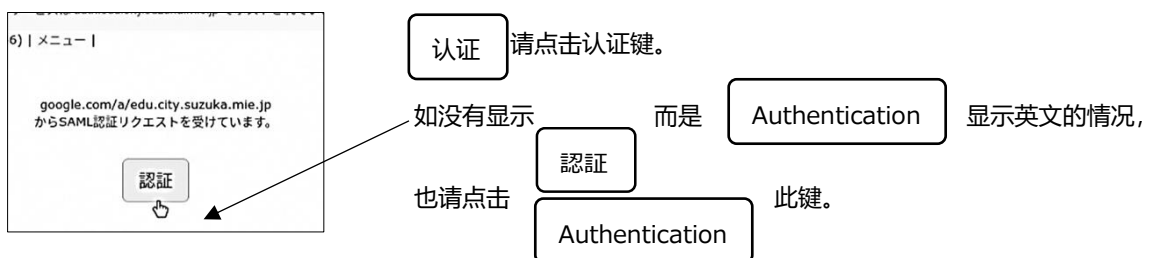 6) | メニュー |
google.com/a/edu.city.suzuka.mie.jp
からSAML認証リクエストを受けています。
認証
认证 请点击认证键。
如没有显示 認証 而是 Authentication 显示英文的情况，
也请点击 Authentication 此键。